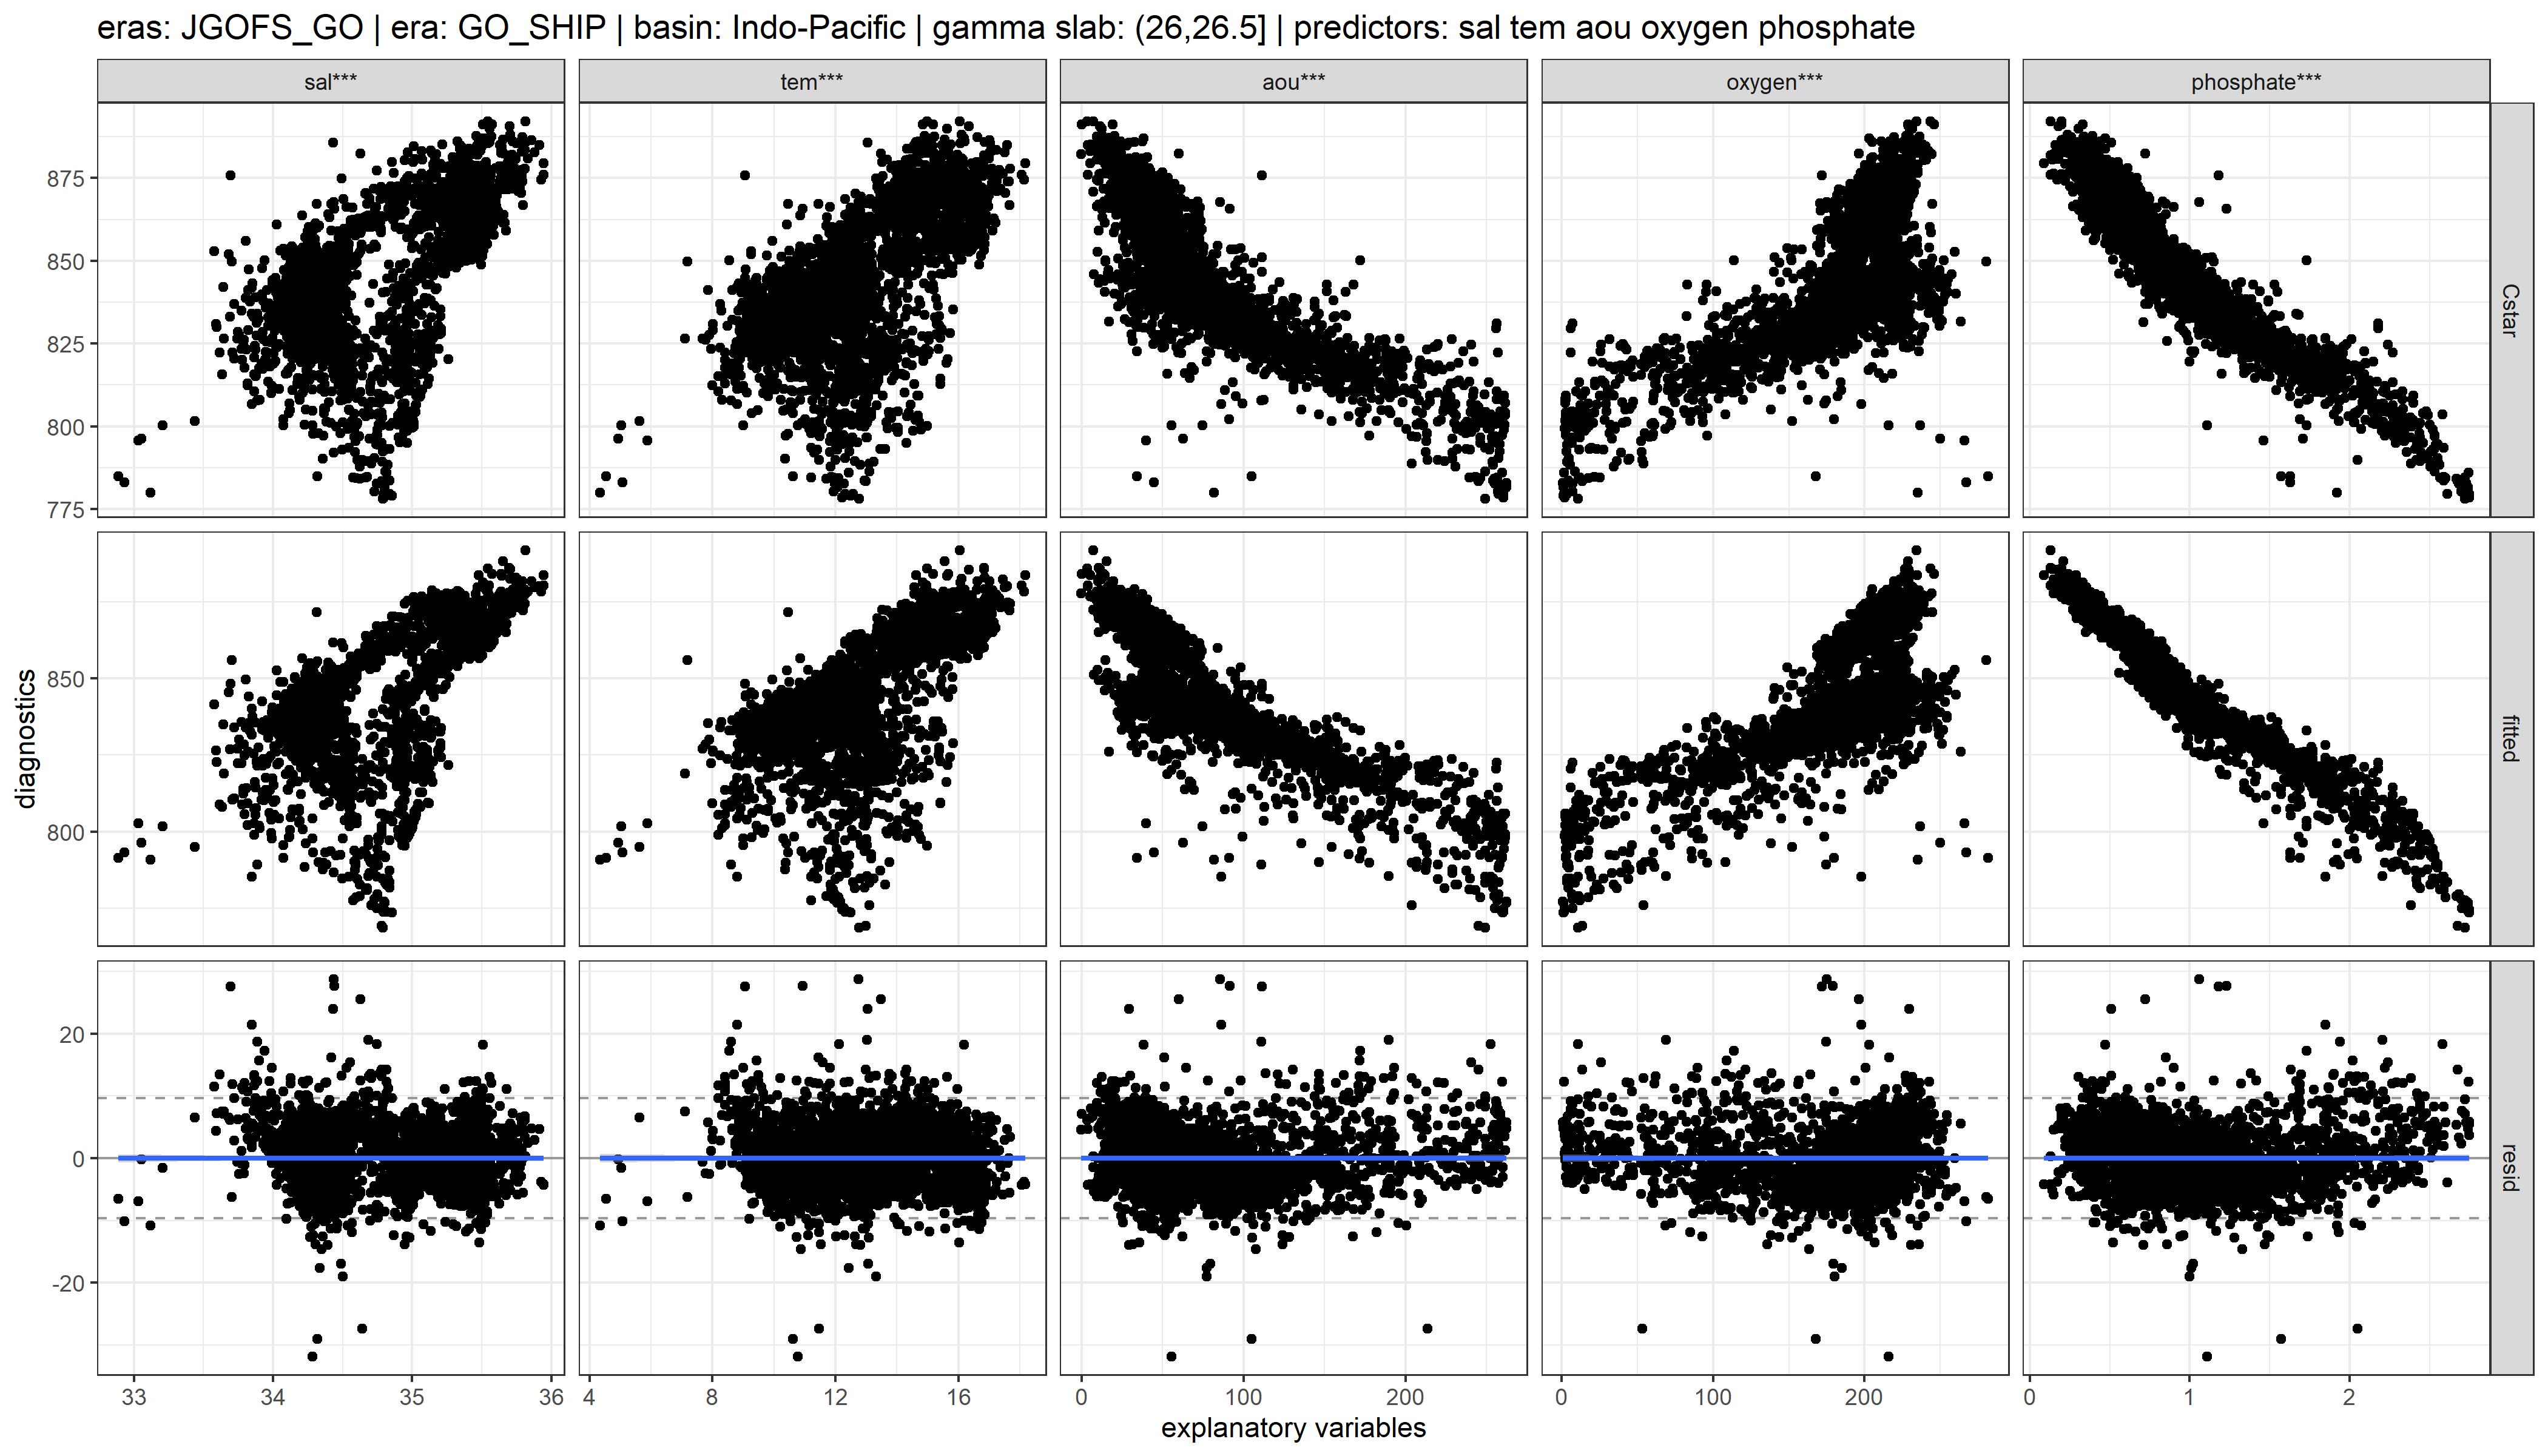 eras: JGOFS_GO | era: GO_SHIP | basin: Indo-Pacific | gamma slab: (26,26.5] | predictors: sal tem aou oxygen phosphate
sal*** tem*** aou*** oxygen*** phosphate***
875
850
825
800
775
Cstar
850
800
fitted
diagnostics
20
0
-20
resid
33 34 35 36 4 8 12 16 0 100 200 0 100 200 0 1 2
explanatory variables